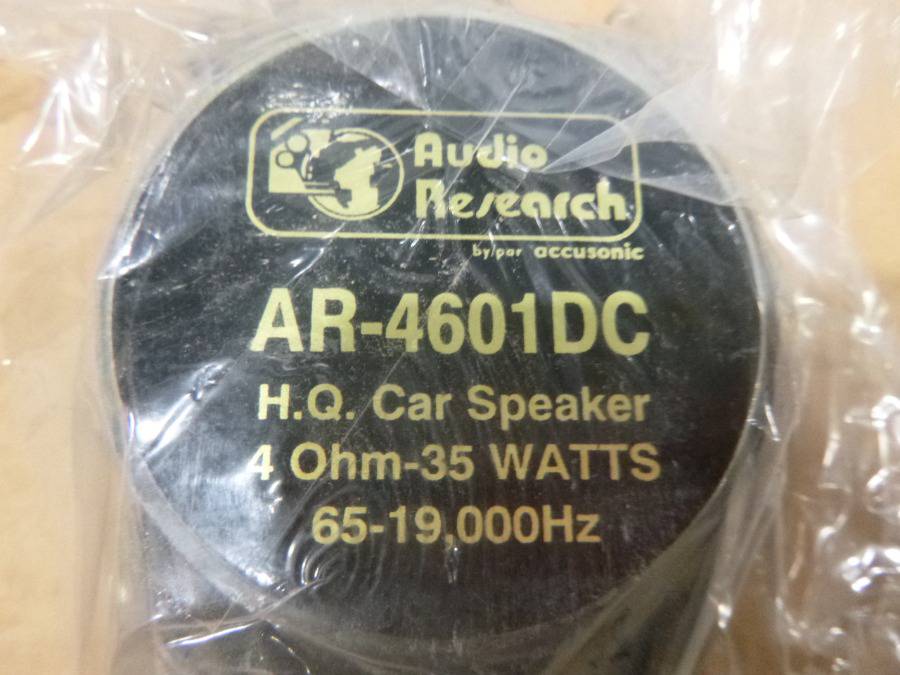 Audio
Research
by/par accusonic
AR-4601DC
H.Q. Car Speaker
4 Ohm-35 WATTS
65-19,000Hz